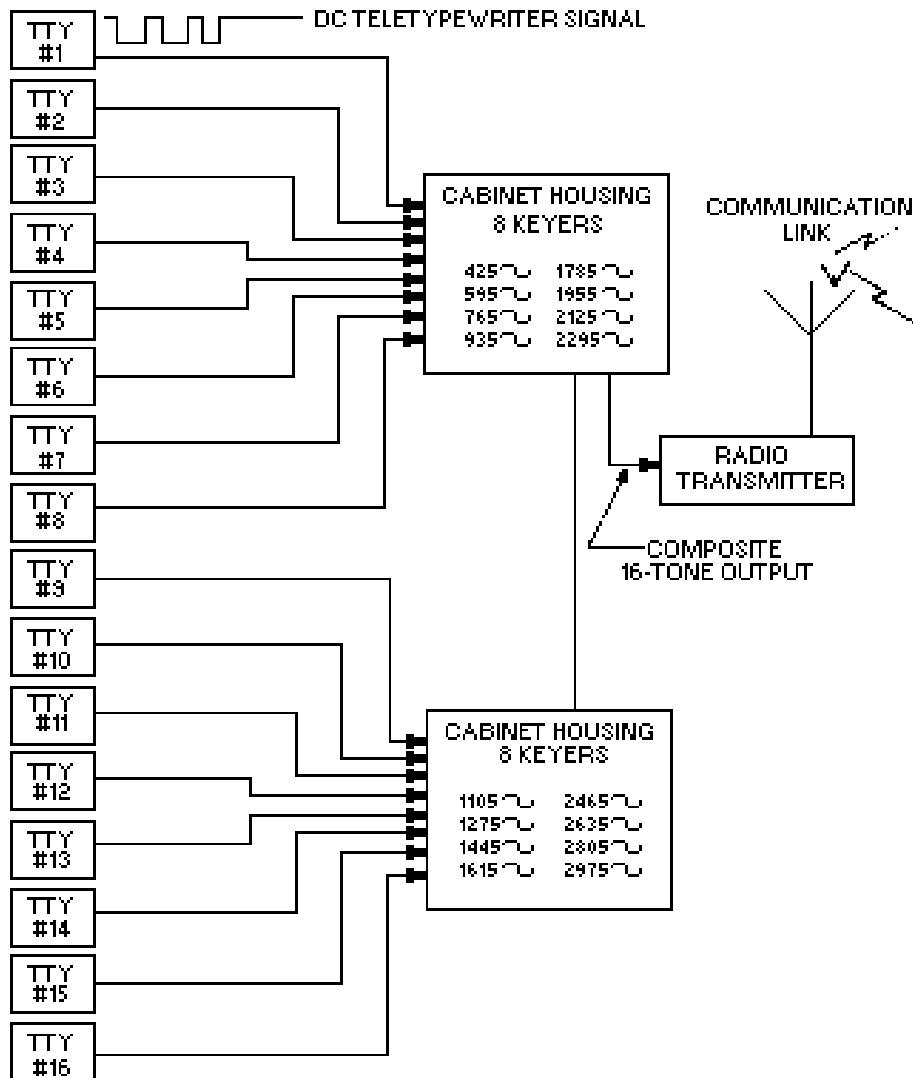 TTY
#1
DC TELETYPEWRITER SIGNAL
TTY
#2
TTY
#3
TTY
#4
TTY
#5
TTY
#6
TTY
#7
TTY
#8
CABINET HOUSING
8 KEYERS
425 1785
595 1955
765 2125
935 2295
COMMUNICATION
LINK
RADIO
TRANSMITTER
COMPOSITE
16-TONE OUTPUT
TTY
#9
TTY
#10
TTY
#11
TTY
#12
TTY
#13
TTY
#14
TTY
#15
TTY
#16
CABINET HOUSING
8 KEYERS
1105 2465
1275 2635
1445 2805
1615 2975